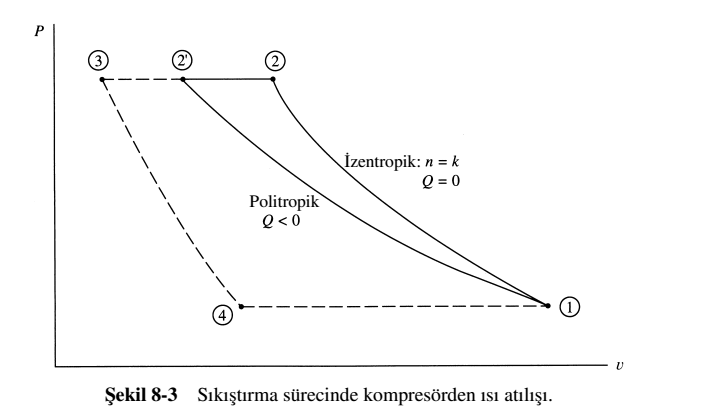 P
3
2'
2
İzentropik: n = k
Q = 0
Politropik
Q < 0
4
1
υ
Şekil 8-3 Sıkıştırma sürecinde kompresörden ısı atılışı.